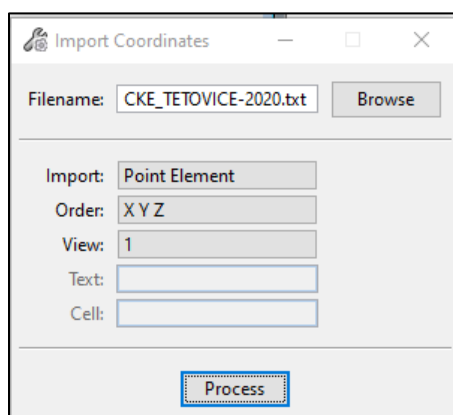 Import Coordinates
Filename: CKE_TETOVICE-2020.txt Browse
Import: Point Element
Order: X Y Z
View: 1
Text:
Cell:
Process